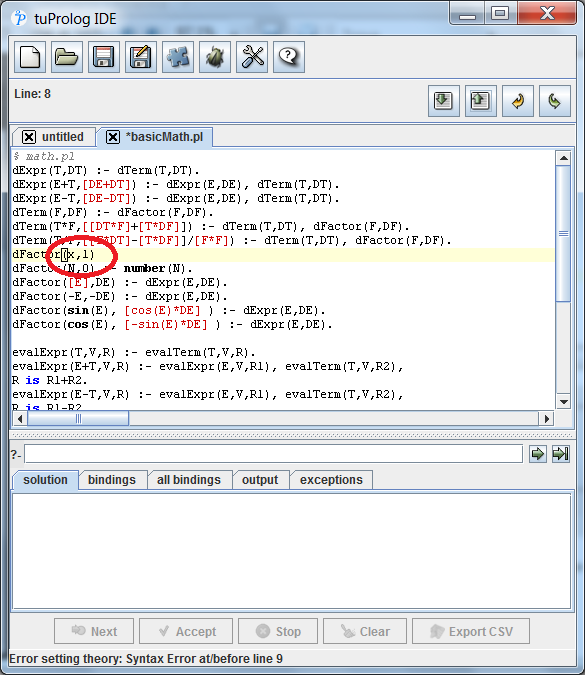 tuProlog IDE
Line: 8
untitled
*basicMath.pl
% math.pl
dExpr(T,DT) :- dTerm(T,DT).
dExpr(E+T,[DE+DT]) :- dExpr(E,DE), dTerm(T,DT).
dExpr(E-T,[DE-DT]) :- dExpr(E,DE), dTerm(T,DT).
dTerm(F,DF) :- dFactor(F,DF).
dTerm(T*F,[[DT*F]+[T*DF]]) :- dTerm(T,DT), dFactor(F,DF).
dTerm(T/F,[[F*DT]-[T*DF]]/[F*F]) :- dTerm(T,DT), dFactor(F,DF).
dFactor(x,1)
dFactor(N,0) :- number(N).
dFactor([E],DE) :- dExpr(E,DE).
dFactor(-E,-DE) :- dExpr(E,DE).
dFactor(sin(E), [cos(E)*DE] ) :- dExpr(E,DE).
dFactor(cos(E), [-sin(E)*DE] ) :- dExpr(E,DE).
evalExpr(T,V,R) :- evalTerm(T,V,R).
evalExpr(E+T,V,R) :- evalExpr(E,V,R1), evalTerm(T,V,R2),
R is R1+R2.
evalExpr(E-T,V,R) :- evalExpr(E,V,R1), evalTerm(T,V,R2),
R is R1-R2.
?-
solution bindings all bindings output exceptions
Next Accept Stop Clear Export CSV
Error setting theory: Syntax Error at/before line 9